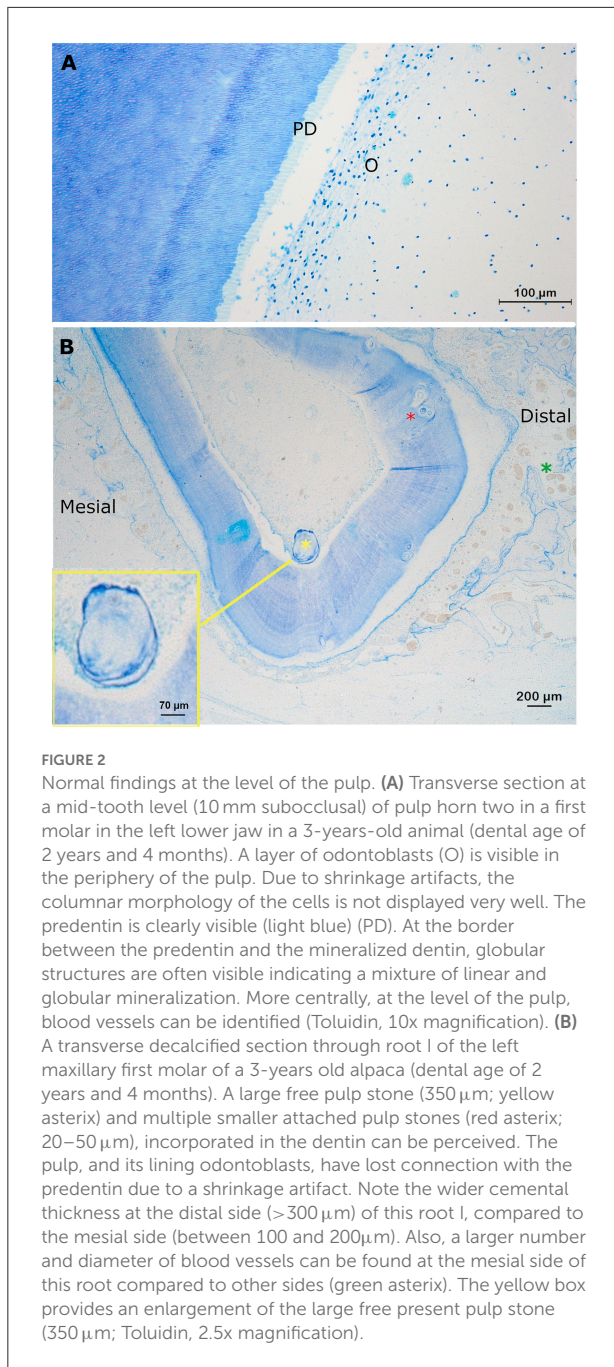 A
PD
O
100 µm
B
Distal
*
*
Mesial
*
70 µm
200 µm
FIGURE 2
Normal findings at the level of the pulp. (A) Transverse section at
a mid-tooth level (10 mm subocclusal) of pulp horn two in a first
molar in the left lower jaw in a 3-years-old animal (dental age of
2 years and 4 months). A layer of odontoblasts (O) is visible in
the periphery of the pulp. Due to shrinkage artifacts, the
columnar morphology of the cells is not displayed very well. The
predentin is clearly visible (light blue) (PD). At the border
between the predentin and the mineralized dentin, globular
structures are often visible indicating a mixture of linear and
globular mineralization. More centrally, at the level of the pulp,
blood vessels can be identified (Toluidin, 10x magnification). (B)
A transverse decalcified section through root I of the left
maxillary first molar of a 3-years old alpaca (dental age of 2
years and 4 months). A large free pulp stone (350 µm; yellow
asterix) and multiple smaller attached pulp stones (red asterix;
20–50 µm), incorporated in the dentin can be perceived. The
pulp, and its lining odontoblasts, have lost connection with the
predentin due to a shrinkage artifact. Note the wider cemental
thickness at the distal side (>300 µm) of this root I, compared to
the mesial side (between 100 and 200µm). Also, a larger number
and diameter of blood vessels can be found at the mesial side of
this root compared to other sides (green asterix). The yellow box
provides an enlargement of the large free present pulp stone
(350 µm; Toluidin, 2.5x magnification).